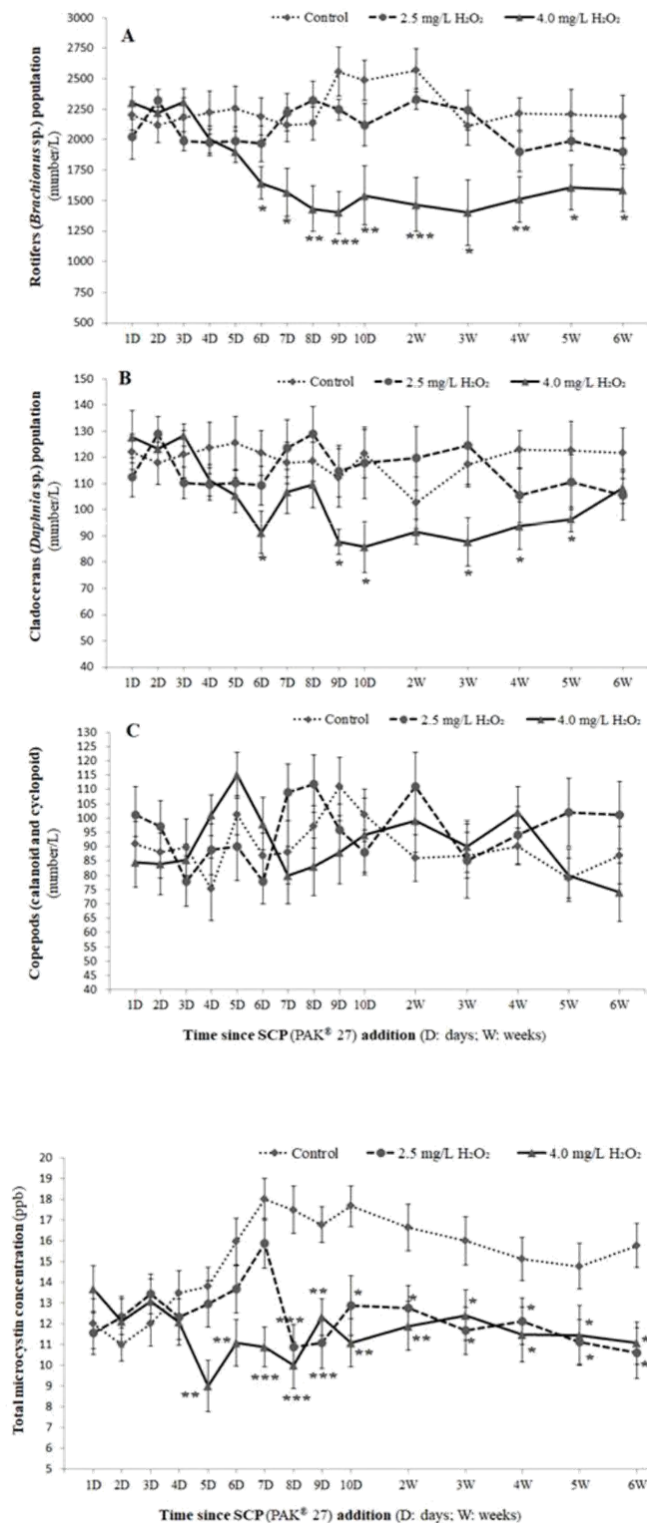 A
Control 2.5 mg/L H₂O₂ 4.0 mg/L H₂O₂
Rotifers (Brachionus sp.) population
(number/L)
3000
2750
2500
2250
2000
1750
1500
1250
1000
750
500
* * ** *** ** *** * ** * *
1D 2D 3D 4D 5D 6D 7D 8D 9D 10D 2W 3W 4W 5W 6W
B
Control 2.5 mg/L H₂O₂ 4.0 mg/L H₂O₂
Cladocerans (Daphnia sp.) population
(number/L)
150
140
130
120
110
100
90
80
70
60
50
40
* * * * * *
1D 2D 3D 4D 5D 6D 7D 8D 9D 10D 2W 3W 4W 5W 6W
C
Control 2.5 mg/L H₂O₂ 4.0 mg/L H₂O₂
Copepods (calanoid and cyclopoid)
(number/L)
130
125
120
115
110
105
100
95
90
85
80
75
70
65
60
55
50
45
40
1D 2D 3D 4D 5D 6D 7D 8D 9D 10D 2W 3W 4W 5W 6W
Time since SCP (PAK® 27) addition (D: days; W: weeks)
Control 2.5 mg/L H₂O₂ 4.0 mg/L H₂O₂
Total microcystin concentration (ppb)
20
19
18
17
16
15
14
13
12
11
10
9
8
7
6
5
1D 2D 3D 4D 5D 6D 7D 8D 9D 10D 2W 3W 4W 5W 6W
Time since SCP (PAK® 27) addition (D: days; W: weeks)